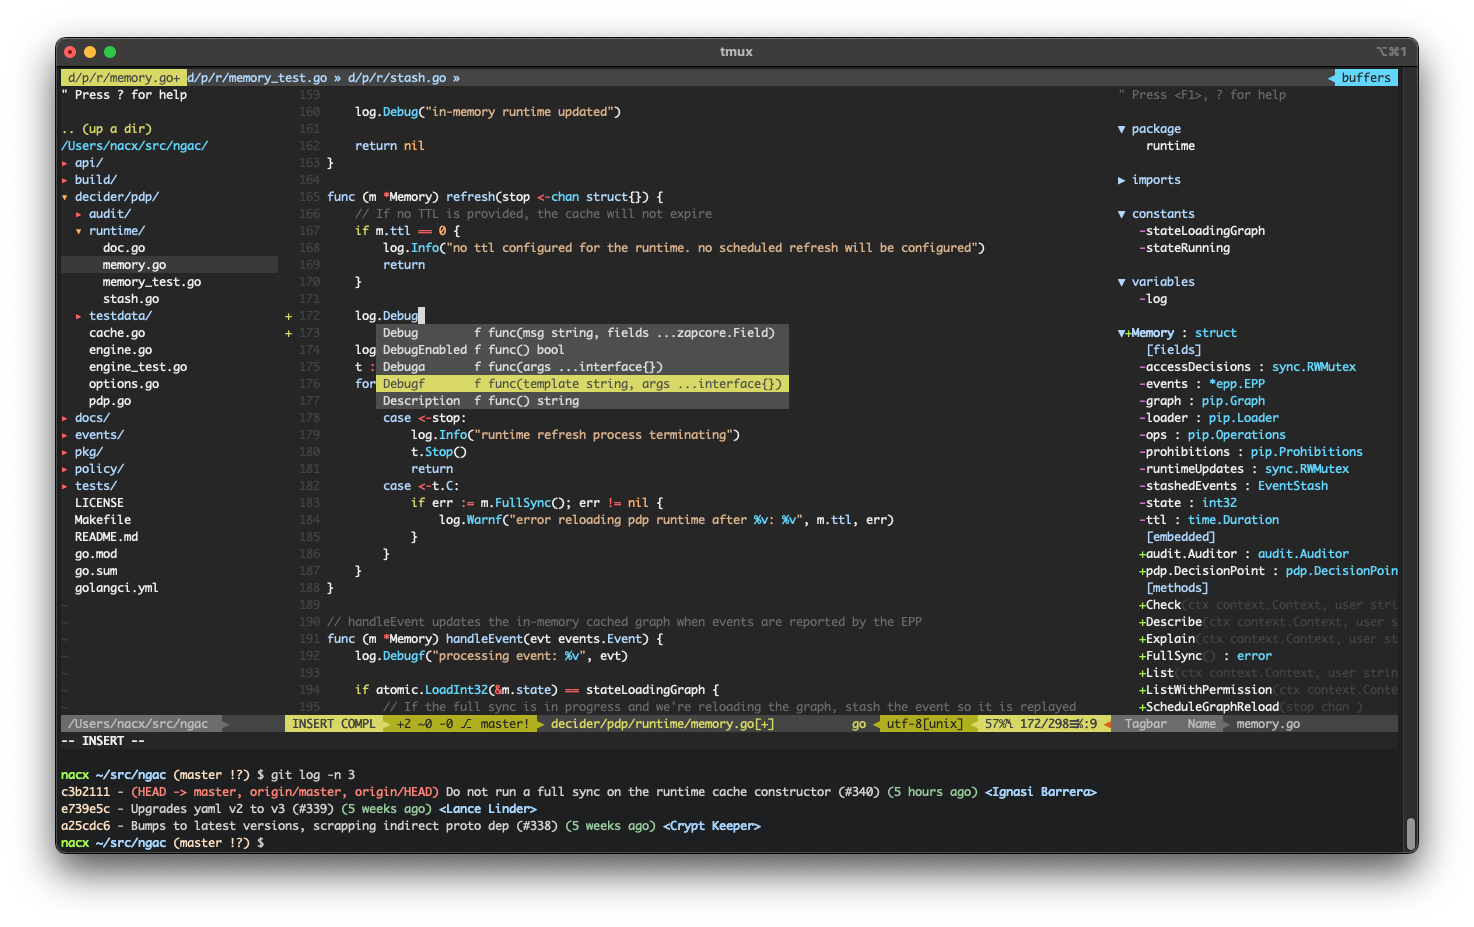 tmux
⌥⌘1
d/p/r/memory.go+ d/p/r/memory_test.go » d/p/r/stash.go »
buffers
" Press ? for help
.. (up a dir)
/Users/nacx/src/ngac/
▸ api/
▸ build/
▾ decider/pdp/
▸ audit/
▾ runtime/
doc.go
memory.go
memory_test.go
stash.go
▸ testdata/
cache.go
engine.go
engine_test.go
options.go
pdp.go
▸ docs/
▸ events/
▸ pkg/
▸ policy/
▸ tests/
LICENSE
Makefile
README.md
go.mod
go.sum
golangci.yml
~
~
~
~
~
~
~
159
160 log.Debug("in-memory runtime updated")
161
162 return nil
163 }
164
165 func (m *Memory) refresh(stop <-chan struct{}) {
166 // If no TTL is provided, the cache will not expire
167 if m.ttl == 0 {
168 log.Info("no ttl configured for the runtime. no scheduled refresh will be configured")
169 return
170 }
171
+ 172 log.Debug
+ 173 Debug f func(msg string, fields ...zapcore.Field)
174 log DebugEnabled f func() bool
175 t : Debuga f func(args ...interface{})
176 for Debugf f func(template string, args ...interface{})
177 Description f func() string
178 case <-stop:
179 log.Info("runtime refresh process terminating")
180 t.Stop()
181 return
182 case <-t.C:
183 if err := m.FullSync(); err != nil {
184 log.Warnf("error reloading pdp runtime after %v: %v", m.ttl, err)
185 }
186 }
187 }
188 }
189
190 // handleEvent updates the in-memory cached graph when events are reported by the EPP
191 func (m *Memory) handleEvent(evt events.Event) {
192 log.Debugf("processing event: %v", evt)
193
194 if atomic.LoadInt32(&m.state) == stateLoadingGraph {
195 // If the full sync is in progress and we're reloading the graph, stash the event so it is replayed
" Press <F1>, ? for help
▼ package
runtime
▶ imports
▼ constants
-stateLoadingGraph
-stateRunning
▼ variables
-log
▼+Memory : struct
[fields]
-accessDecisions : sync.RWMutex
-events : *epp.EPP
-graph : pip.Graph
-loader : pip.Loader
-ops : pip.Operations
-prohibitions : pip.Prohibitions
-runtimeUpdates : sync.RWMutex
-stashedEvents : EventStash
-state : int32
-ttl : time.Duration
[embedded]
+audit.Auditor : audit.Auditor
+pdp.DecisionPoint : pdp.DecisionPoin
[methods]
+Check(ctx context.Context, user stri
+Describe(ctx context.Context, user s
+Explain(ctx context.Context, user st
+FullSync() : error
+List(ctx context.Context, user strin
+ListWithPermission(ctx context.Conte
+ScheduleGraphReload(stop chan )
/Users/nacx/src/ngac
INSERT COMPL +2 ~0 -0 master! decider/pdp/runtime/memory.go[+] go utf-8[unix] 57% 172/298 :9
Tagbar Name memory.go
-- INSERT --
nacx ~/src/ngac (master !?) $ git log -n 3
c3b2111 - (HEAD -> master, origin/master, origin/HEAD) Do not run a full sync on the runtime cache constructor (#340) (5 hours ago) <Ignasi Barrera>
e739e5c - Upgrades yaml v2 to v3 (#339) (5 weeks ago) <Lance Linder>
a25cdc6 - Bumps to latest versions, scrapping indirect proto dep (#338) (5 weeks ago) <Crypt Keeper>
nacx ~/src/ngac (master !?) $